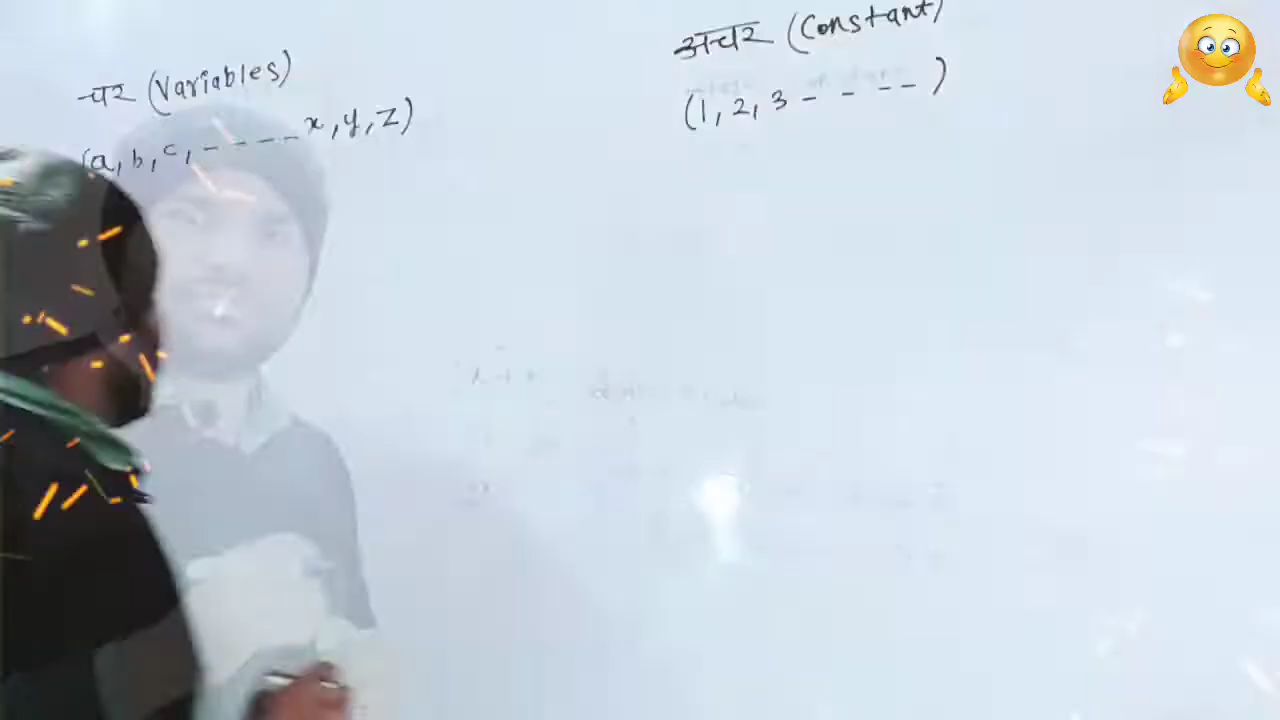 चर (Variables)
(a, b, c, - - - - x, y, z)
अचर (Constant)
(1, 2, 3 - - - - )